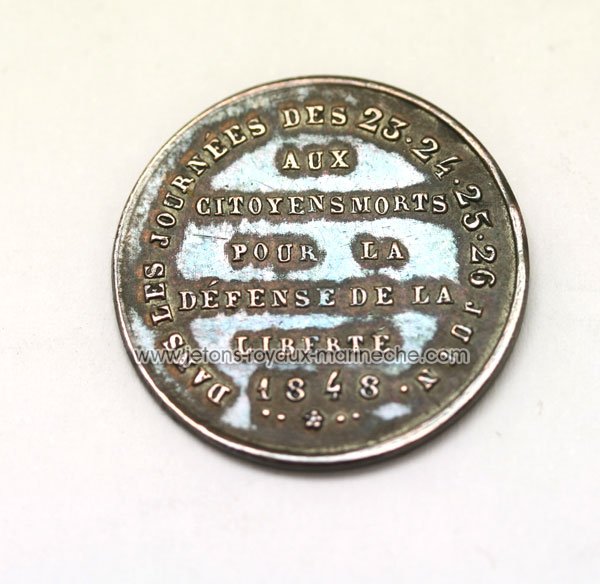 DANS LES JOURNÉES DES 23.24.25.26 JUIN
AUX
CITOYENS MORTS
POUR LA
DÉFENSE DE LA
LIBERTÉ
1848.
www.jetons-royaux-marineche.com